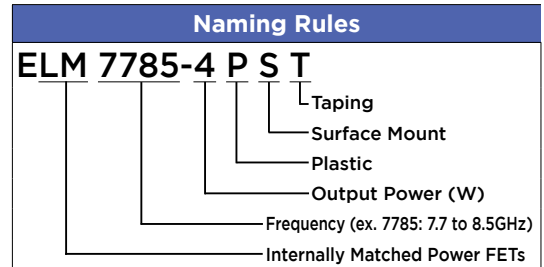 Naming Rules
ELM 7785-4 P S T
Taping
Surface Mount
Plastic
Output Power (W)
Frequency (ex. 7785: 7.7 to 8.5GHz)
Internally Matched Power FETs